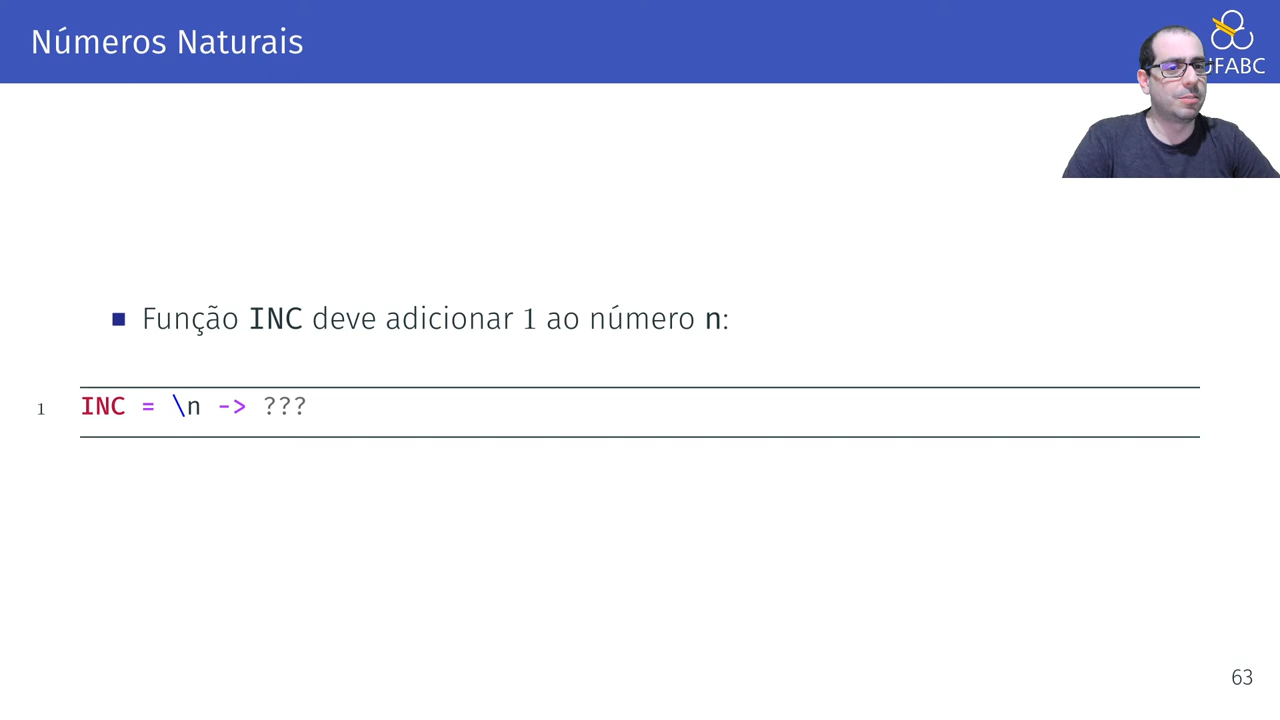 Números Naturais
UFABC
Função INC deve adicionar 1 ao número n:
1 INC = \n -> ???
63